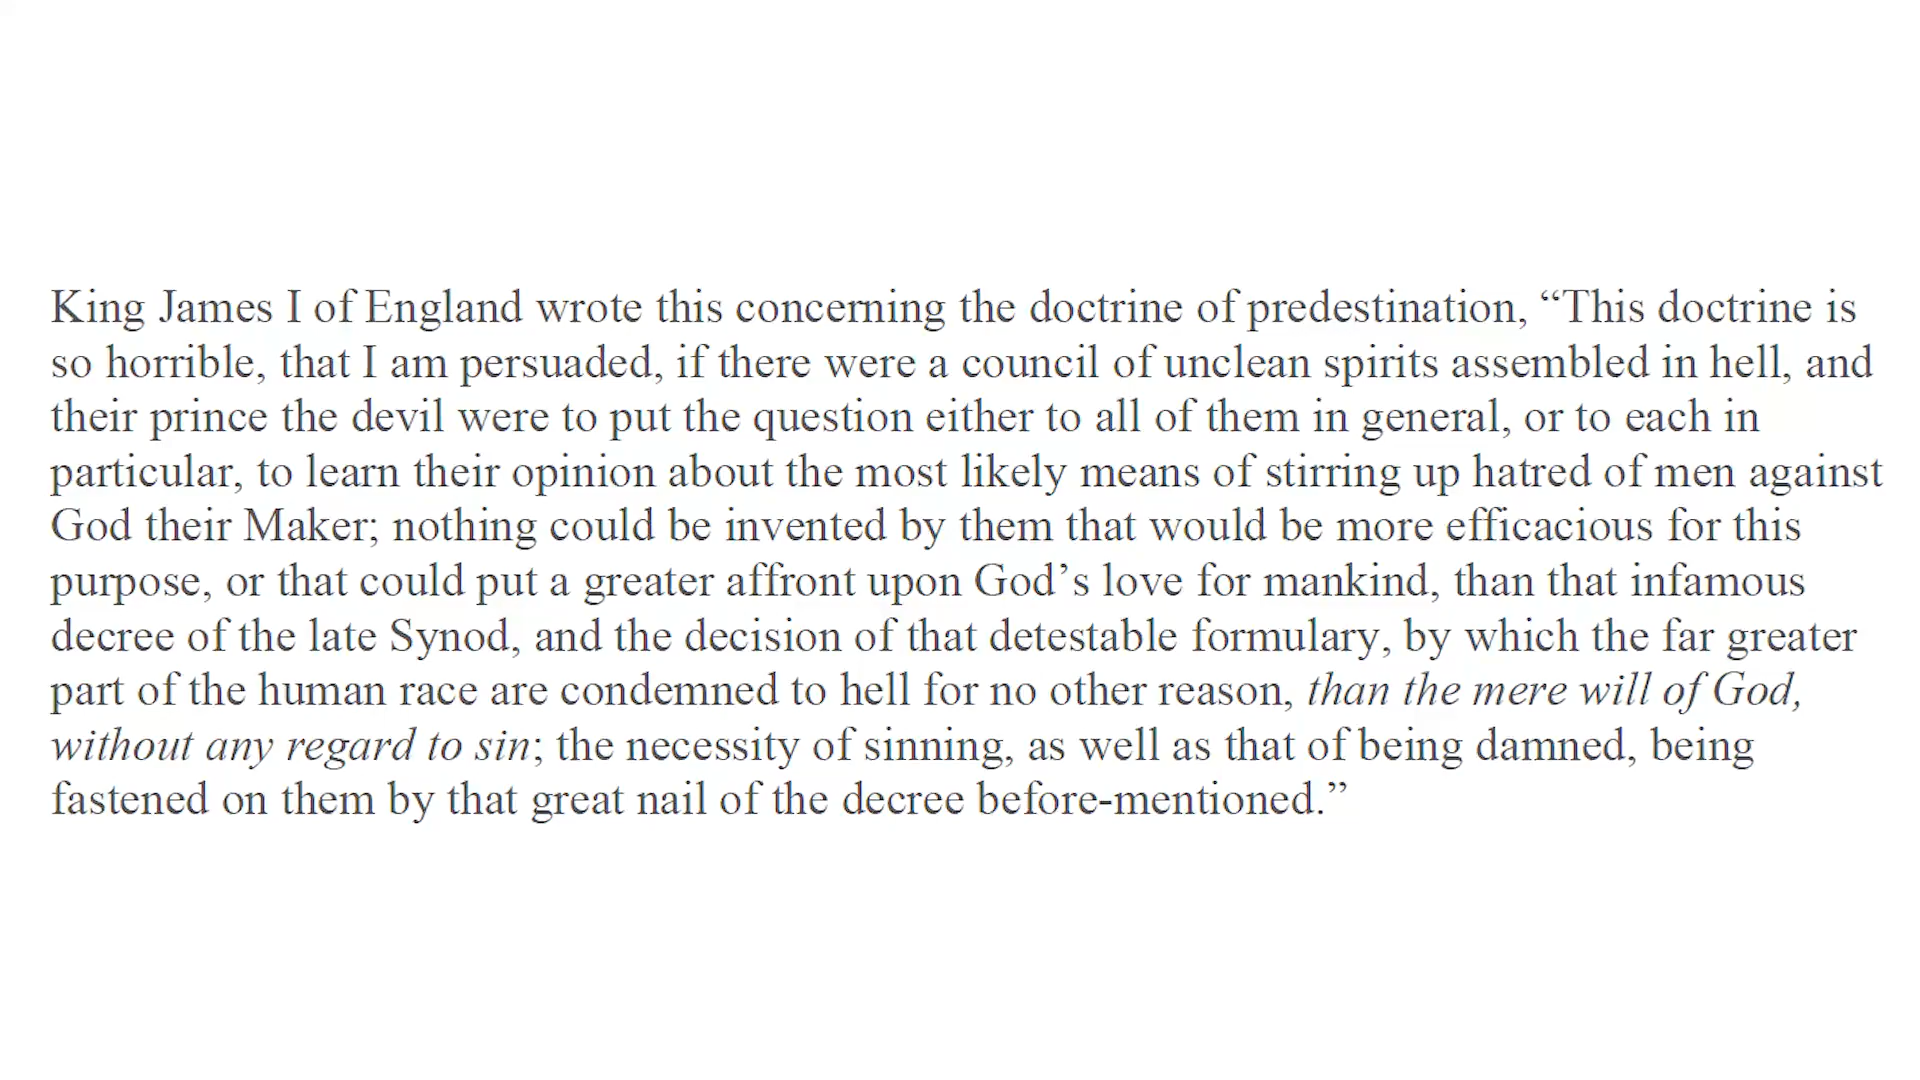 King James I of England wrote this concerning the doctrine of predestination, “This doctrine is
so horrible, that I am persuaded, if there were a council of unclean spirits assembled in hell, and
their prince the devil were to put the question either to all of them in general, or to each in
particular, to learn their opinion about the most likely means of stirring up hatred of men against
God their Maker; nothing could be invented by them that would be more efficacious for this
purpose, or that could put a greater affront upon God’s love for mankind, than that infamous
decree of the late Synod, and the decision of that detestable formulary, by which the far greater
part of the human race are condemned to hell for no other reason, than the mere will of God,
without any regard to sin; the necessity of sinning, as well as that of being damned, being
fastened on them by that great nail of the decree before-mentioned.”